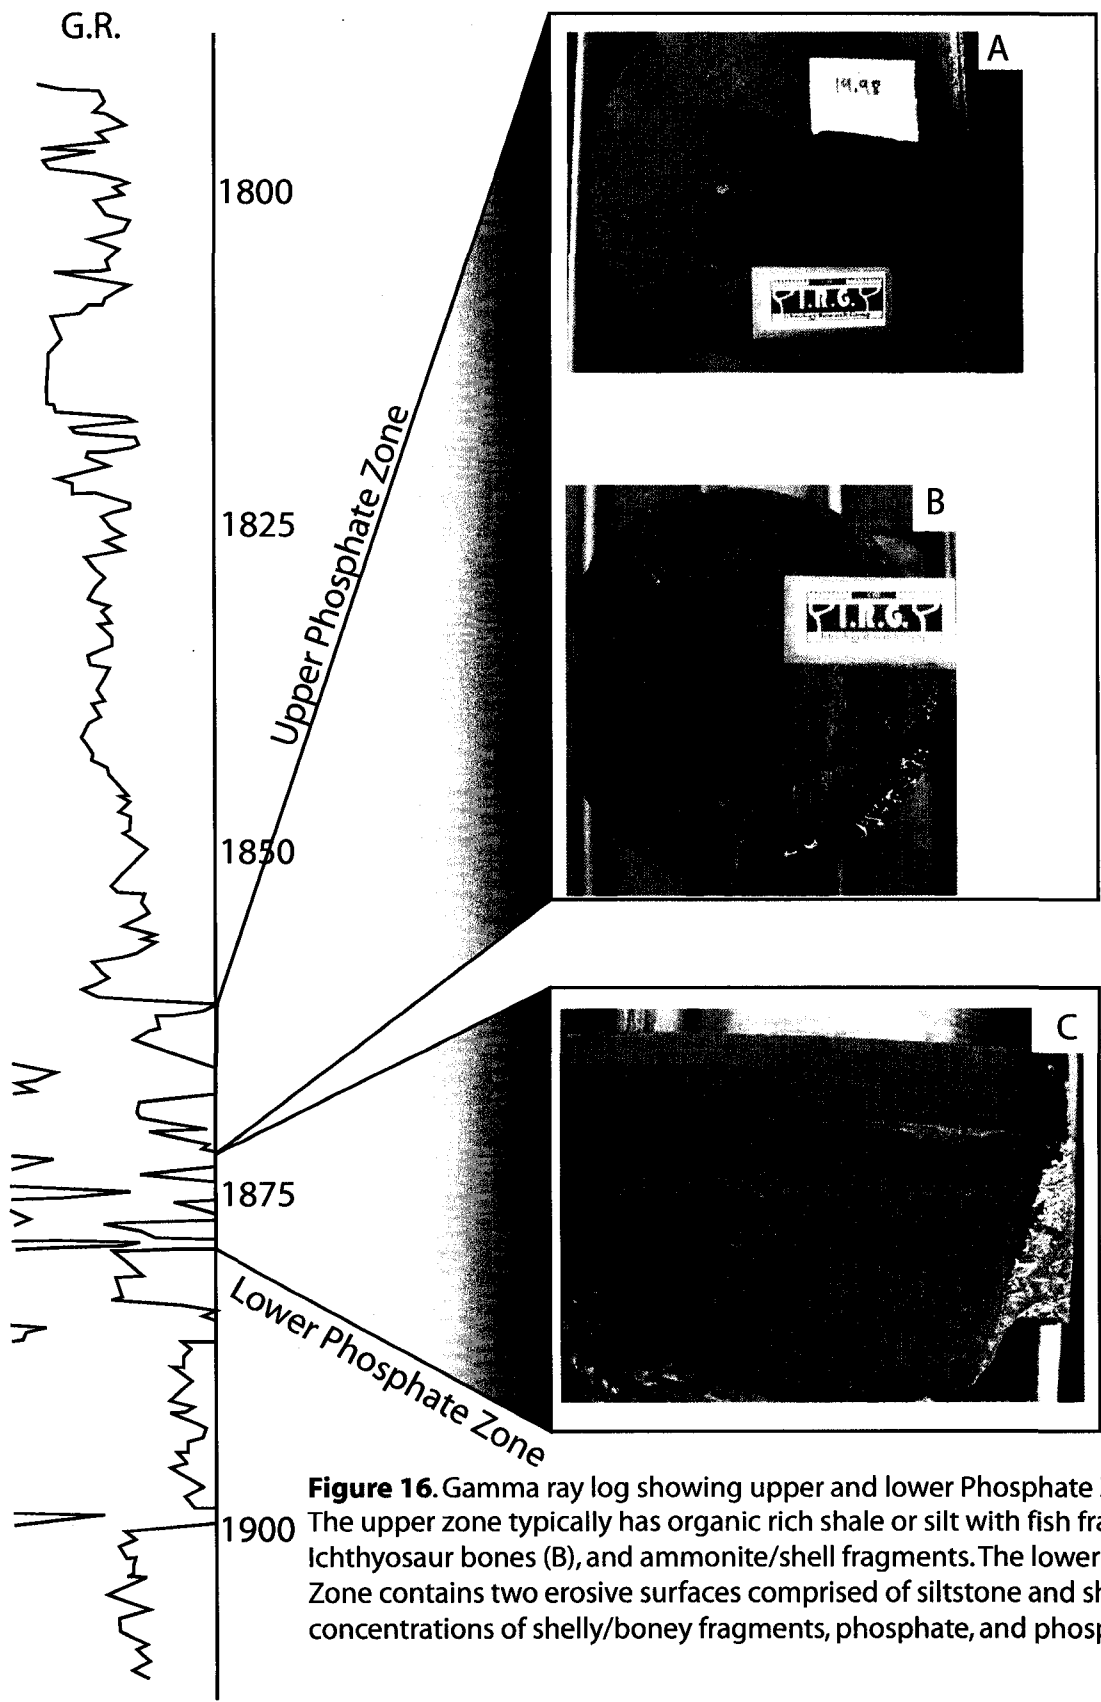 G.R.
A
19.98
T.R.G.
1800
B
T.R.G.
Upper Phosphate Zone
1825
1850
C
1875
Lower Phosphate Zone
1900
Figure 16. Gamma ray log showing upper and lower Phosphate
The upper zone typically has organic rich shale or silt with fish fra
Ichthyosaur bones (B), and ammonite/shell fragments. The lower
Zone contains two erosive surfaces comprised of siltstone and sh
concentrations of shelly/boney fragments, phosphate, and phosp